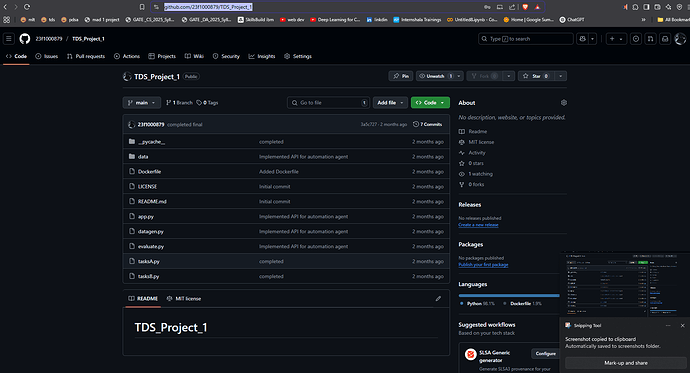 github.com/23f1000879/TDS_Project_1
tds
tds
pdsa
mad 1 project
GATE_CS_2025_Syl...
GATE_DA_2025_Syl...
SkillsBuild Ibm
web dev
Deep Learning for C...
linkdin
Internshala Trainings
Untitled8.ipynb - Co...
Home | Google Sum...
ChatGPT
All Bookmarks
23f1000879 / TDS_Project_1
Type / to search
Code
Issues
Pull requests
Actions
Projects
Wiki
Security
Insights
Settings
TDS_Project_1
Public
Pin
Unwatch 1
Fork 0
Star 0
main
1 Branch
0 Tags
Go to file
Add file
Code
23f1000879 completed final
3a5c727 · 2 months ago
7 Commits
__pycache__
completed
2 months ago
data
Implemented API for automation agent
2 months ago
Dockerfile
Added Dockerfile
2 months ago
LICENSE
Initial commit
2 months ago
README.md
Initial commit
2 months ago
app.py
Implemented API for automation agent
2 months ago
datagen.py
Implemented API for automation agent
2 months ago
evaluate.py
Implemented API for automation agent
2 months ago
tasksA.py
completed
2 months ago
tasksB.py
completed
2 months ago
README
MIT license
TDS_Project_1
About
No description, website, or topics provided.
Readme
MIT license
Activity
0 stars
1 watching
0 forks
Releases
No releases published
Create a new release
Packages
No packages published
Publish your first package
Languages
Python 98.1%
Dockerfile 1.9%
Suggested workflows
Based on your tech stack
SLSA Generic generator
Configure
Generate SLSA3 provenance for your
Snipping Tool
Screenshot copied to clipboard
Automatically saved to screenshots folder.
Mark-up and share